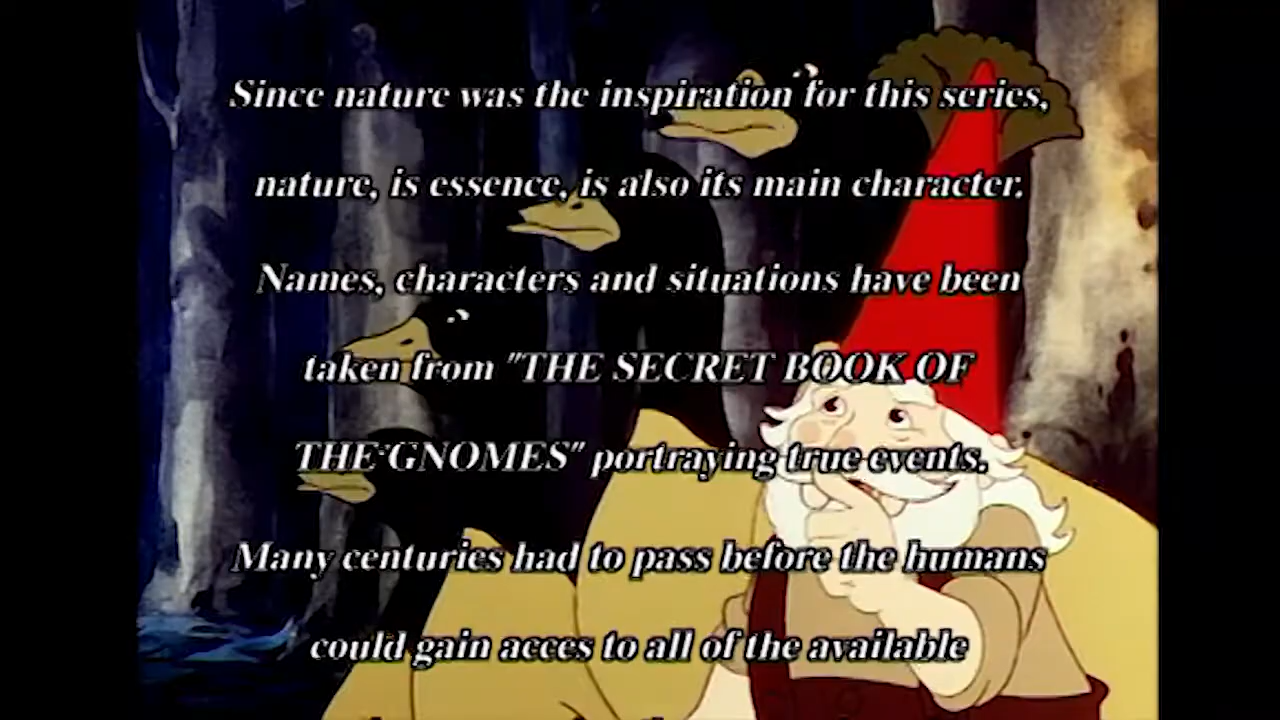 Since nature was the inspiration for this series,
nature, is essence, is also its main character.
Names, characters and situations have been
taken from "THE SECRET BOOK OF
THE GNOMES" portraying true events.
Many centuries had to pass before the humans
could gain acces to all of the available